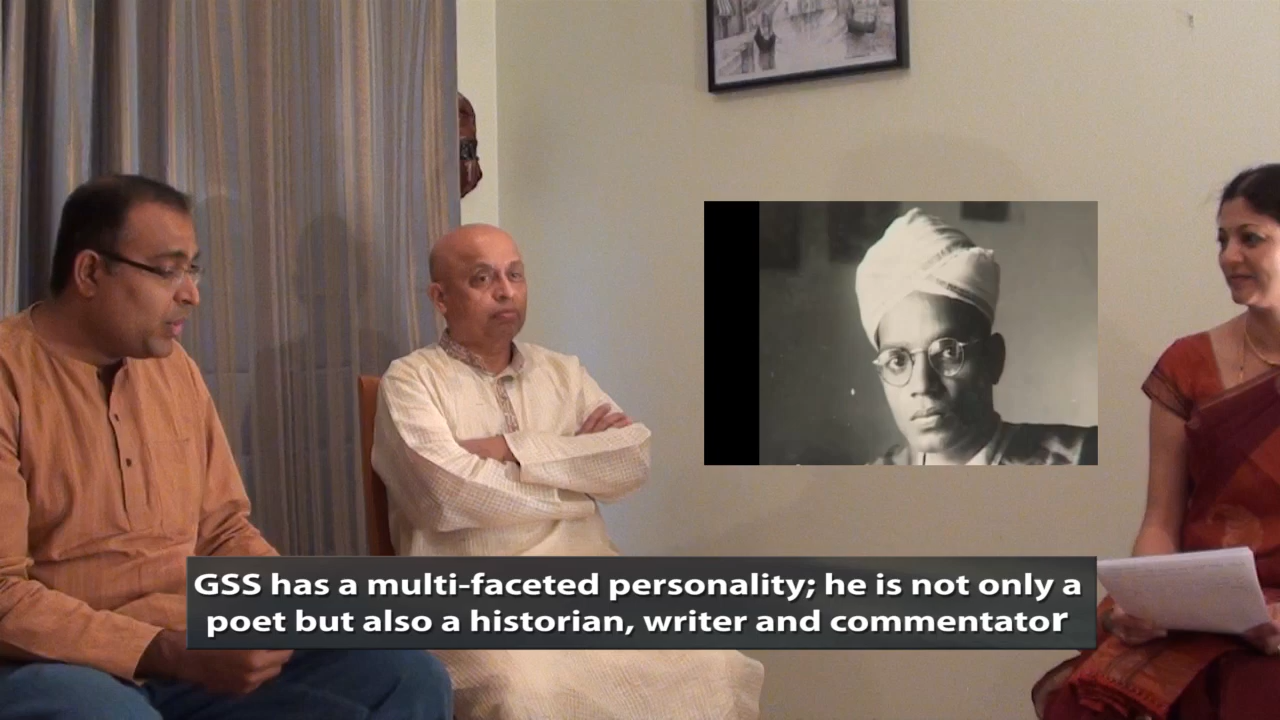 GSS has a multi-faceted personality; he is not only a
poet but also a historian, writer and commentator